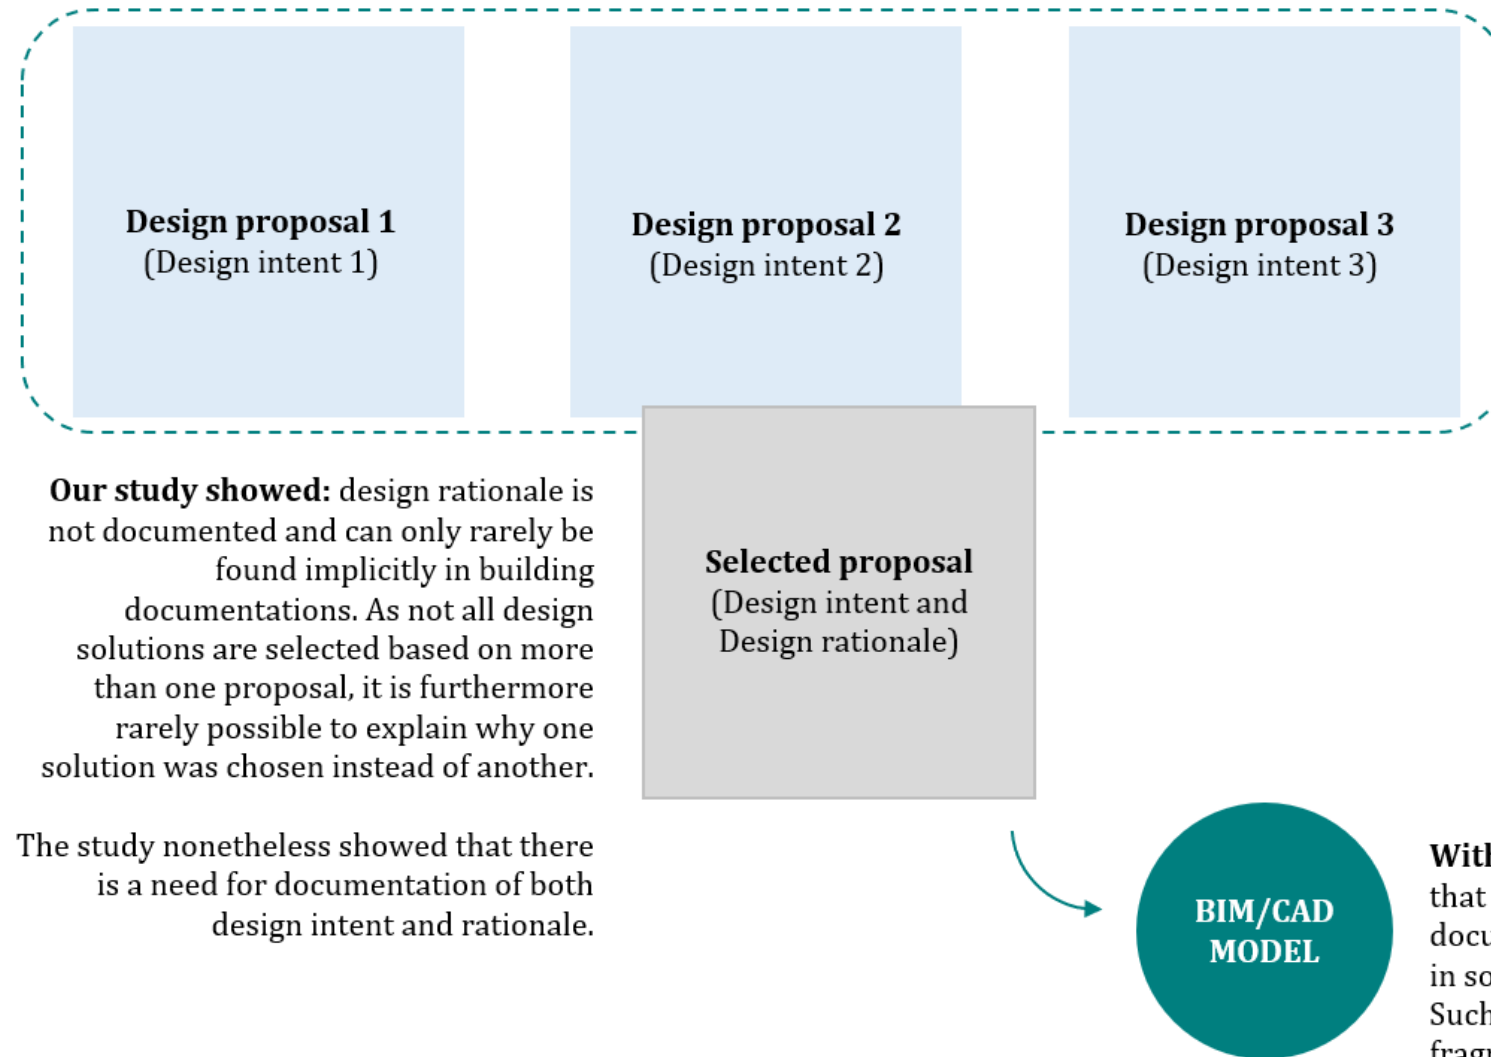 Design proposal 1
(Design intent 1)
Design proposal 2
(Design intent 2)
Design proposal 3
(Design intent 3)
Our study showed: design rationale is
not documented and can only rarely be
found implicitly in building
documentations. As not all design
solutions are selected based on more
than one proposal, it is furthermore
rarely possible to explain why one
solution was chosen instead of another.
The study nonetheless showed that there
is a need for documentation of both
design intent and rationale.
Selected proposal
(Design intent and
Design rationale)
BIM/CAD
MODEL
that
in
Such